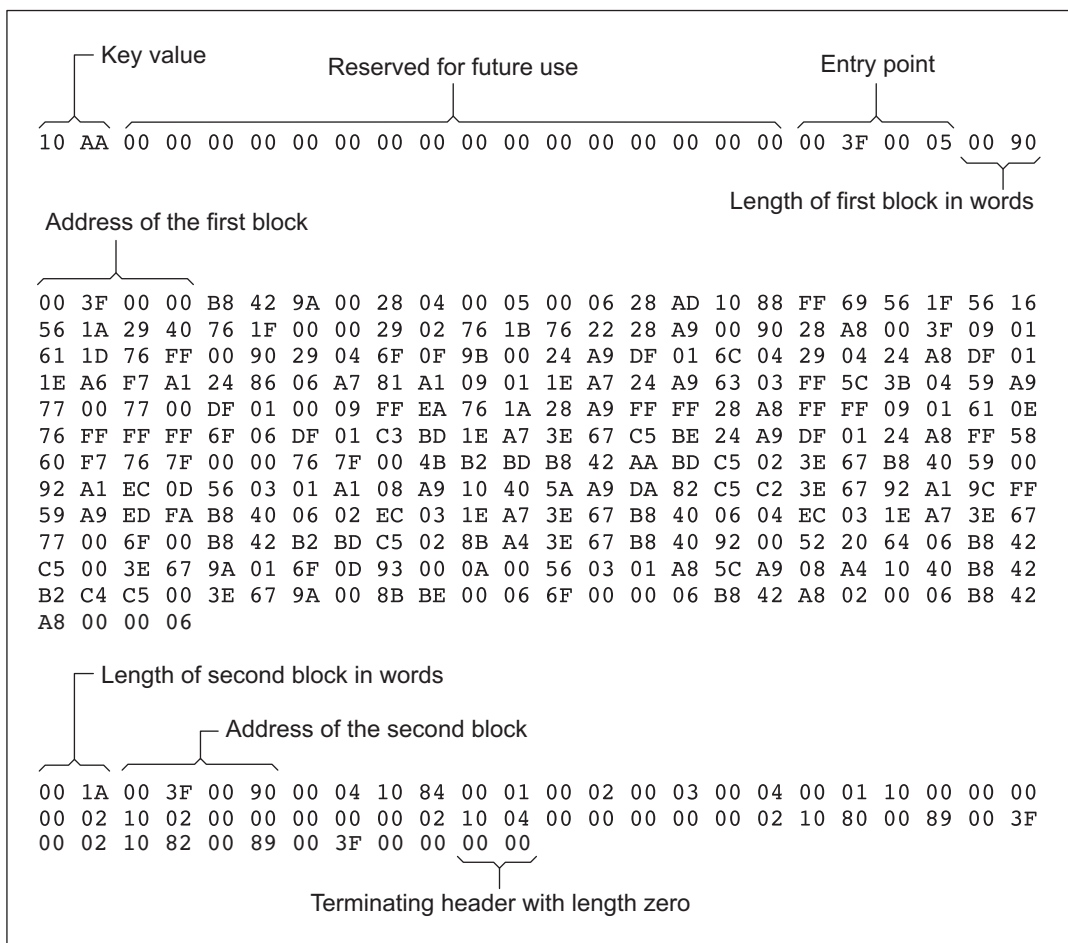 Key value
Reserved for future use
Entry point
10 AA 00 00 00 00 00 00 00 00 00 00 00 00 00 00 00 00 00 3F 00 05 00 90
Length of first block in words
Address of the first block
00 3F 00 00 B8 42 9A 00 28 04 00 05 00 06 28 AD 10 88 FF 69 56 1F 56 16
56 1A 29 40 76 1F 00 00 29 02 76 1B 76 22 28 A9 00 90 28 A8 00 3F 09 01
61 1D 76 FF 00 90 29 04 6F 0F 9B 00 24 A9 DF 01 6C 04 29 04 24 A8 DF 01
1E A6 F7 A1 24 86 06 A7 81 A1 09 01 1E A7 24 A9 63 03 FF 5C 3B 04 59 A9
77 00 77 00 DF 01 00 09 FF EA 76 1A 28 A9 FF FF 28 A8 FF FF 09 01 61 0E
76 FF FF FF 6F 06 DF 01 C3 BD 1E A7 3E 67 C5 BE 24 A9 DF 01 24 A8 FF 58
60 F7 76 7F 00 00 76 7F 00 4B B2 BD B8 42 AA BD C5 02 3E 67 B8 40 59 00
92 A1 EC 0D 56 03 01 A1 08 A9 10 40 5A A9 DA 82 C5 C2 3E 67 92 A1 9C FF
59 A9 ED FA B8 40 06 02 EC 03 1E A7 3E 67 B8 40 06 04 EC 03 1E A7 3E 67
77 00 6F 00 B8 42 B2 BD C5 02 8B A4 3E 67 B8 40 92 00 52 20 64 06 B8 42
C5 00 3E 67 9A 01 6F 0D 93 00 0A 00 56 03 01 A8 5C A9 08 A4 10 40 B8 42
B2 C4 C5 00 3E 67 9A 00 8B BE 00 06 6F 00 00 06 B8 42 A8 02 00 06 B8 42
A8 00 00 06
Length of second block in words
Address of the second block
00 1A 00 3F 00 90 00 04 10 84 00 01 00 02 00 03 00 04 00 01 10 00 00 00
00 02 10 02 00 00 00 00 00 02 10 04 00 00 00 00 00 02 10 80 00 89 00 3F
00 02 10 82 00 89 00 3F 00 00 00 00
Terminating header with length zero